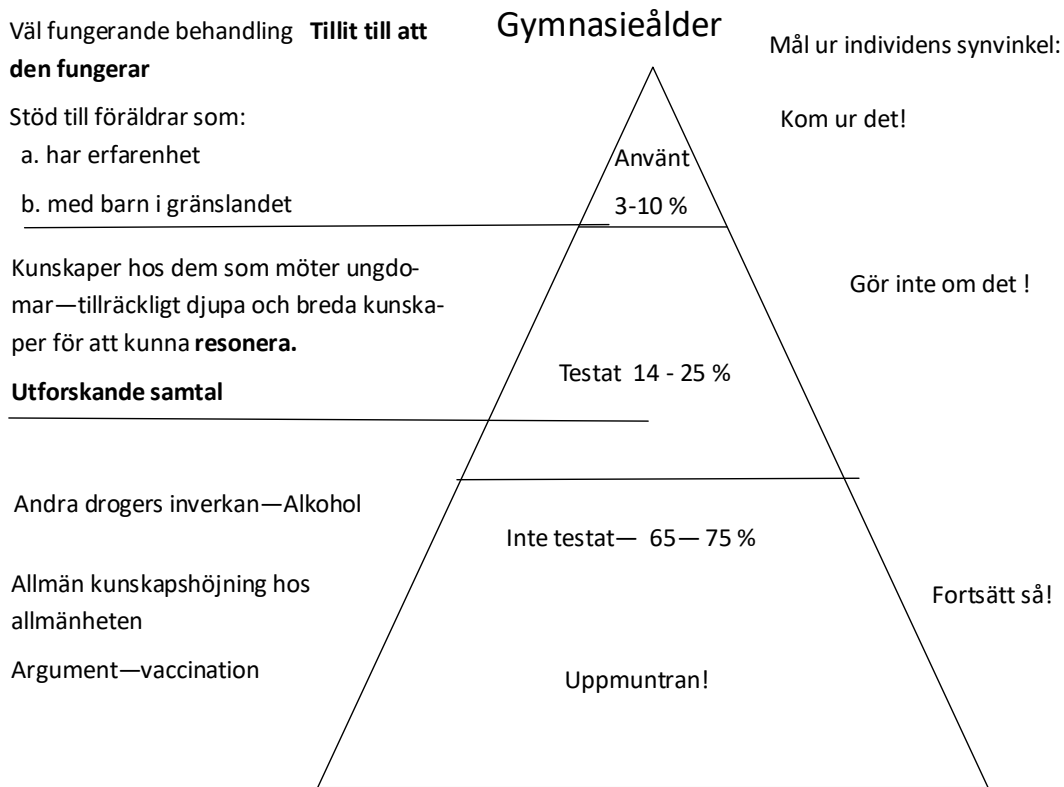 Gymnasieålder
Väl fungerande behandling Tillit till att
den fungerar
Mål ur individens synvinkel:
Stöd till föräldrar som:
Kom ur det!
a. har erfarenhet
Använt
b. med barn i gränslandet
3-10 %
Kunskaper hos dem som möter ungdo-
mar—tillräckligt djupa och breda kunska-
per för att kunna resonera.
Gör inte om det !
Testat 14 - 25 %
Utforskande samtal
Andra drogers inverkan—Alkohol
Inte testat— 65— 75 %
Allmän kunskapshöjning hos
allmänheten
Fortsätt så!
Argument—vaccination
Uppmuntran!